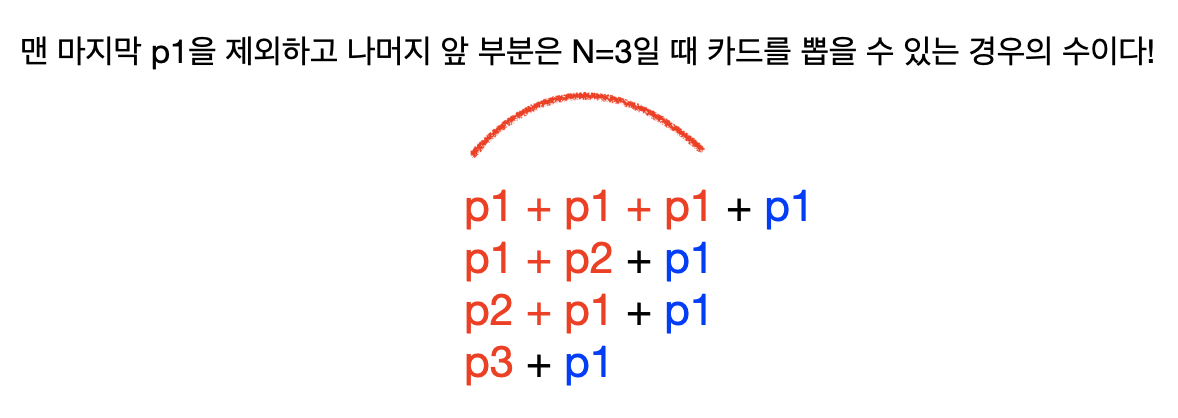 맨 마지막 p1을 제외하고 나머지 앞 부분은 N=3일 때 카드를 뽑을 수 있는 경우의 수이다!
p1 + p1 + p1 + p1
p1 + p2 + p1
p2 + p1 + p1
p3 + p1